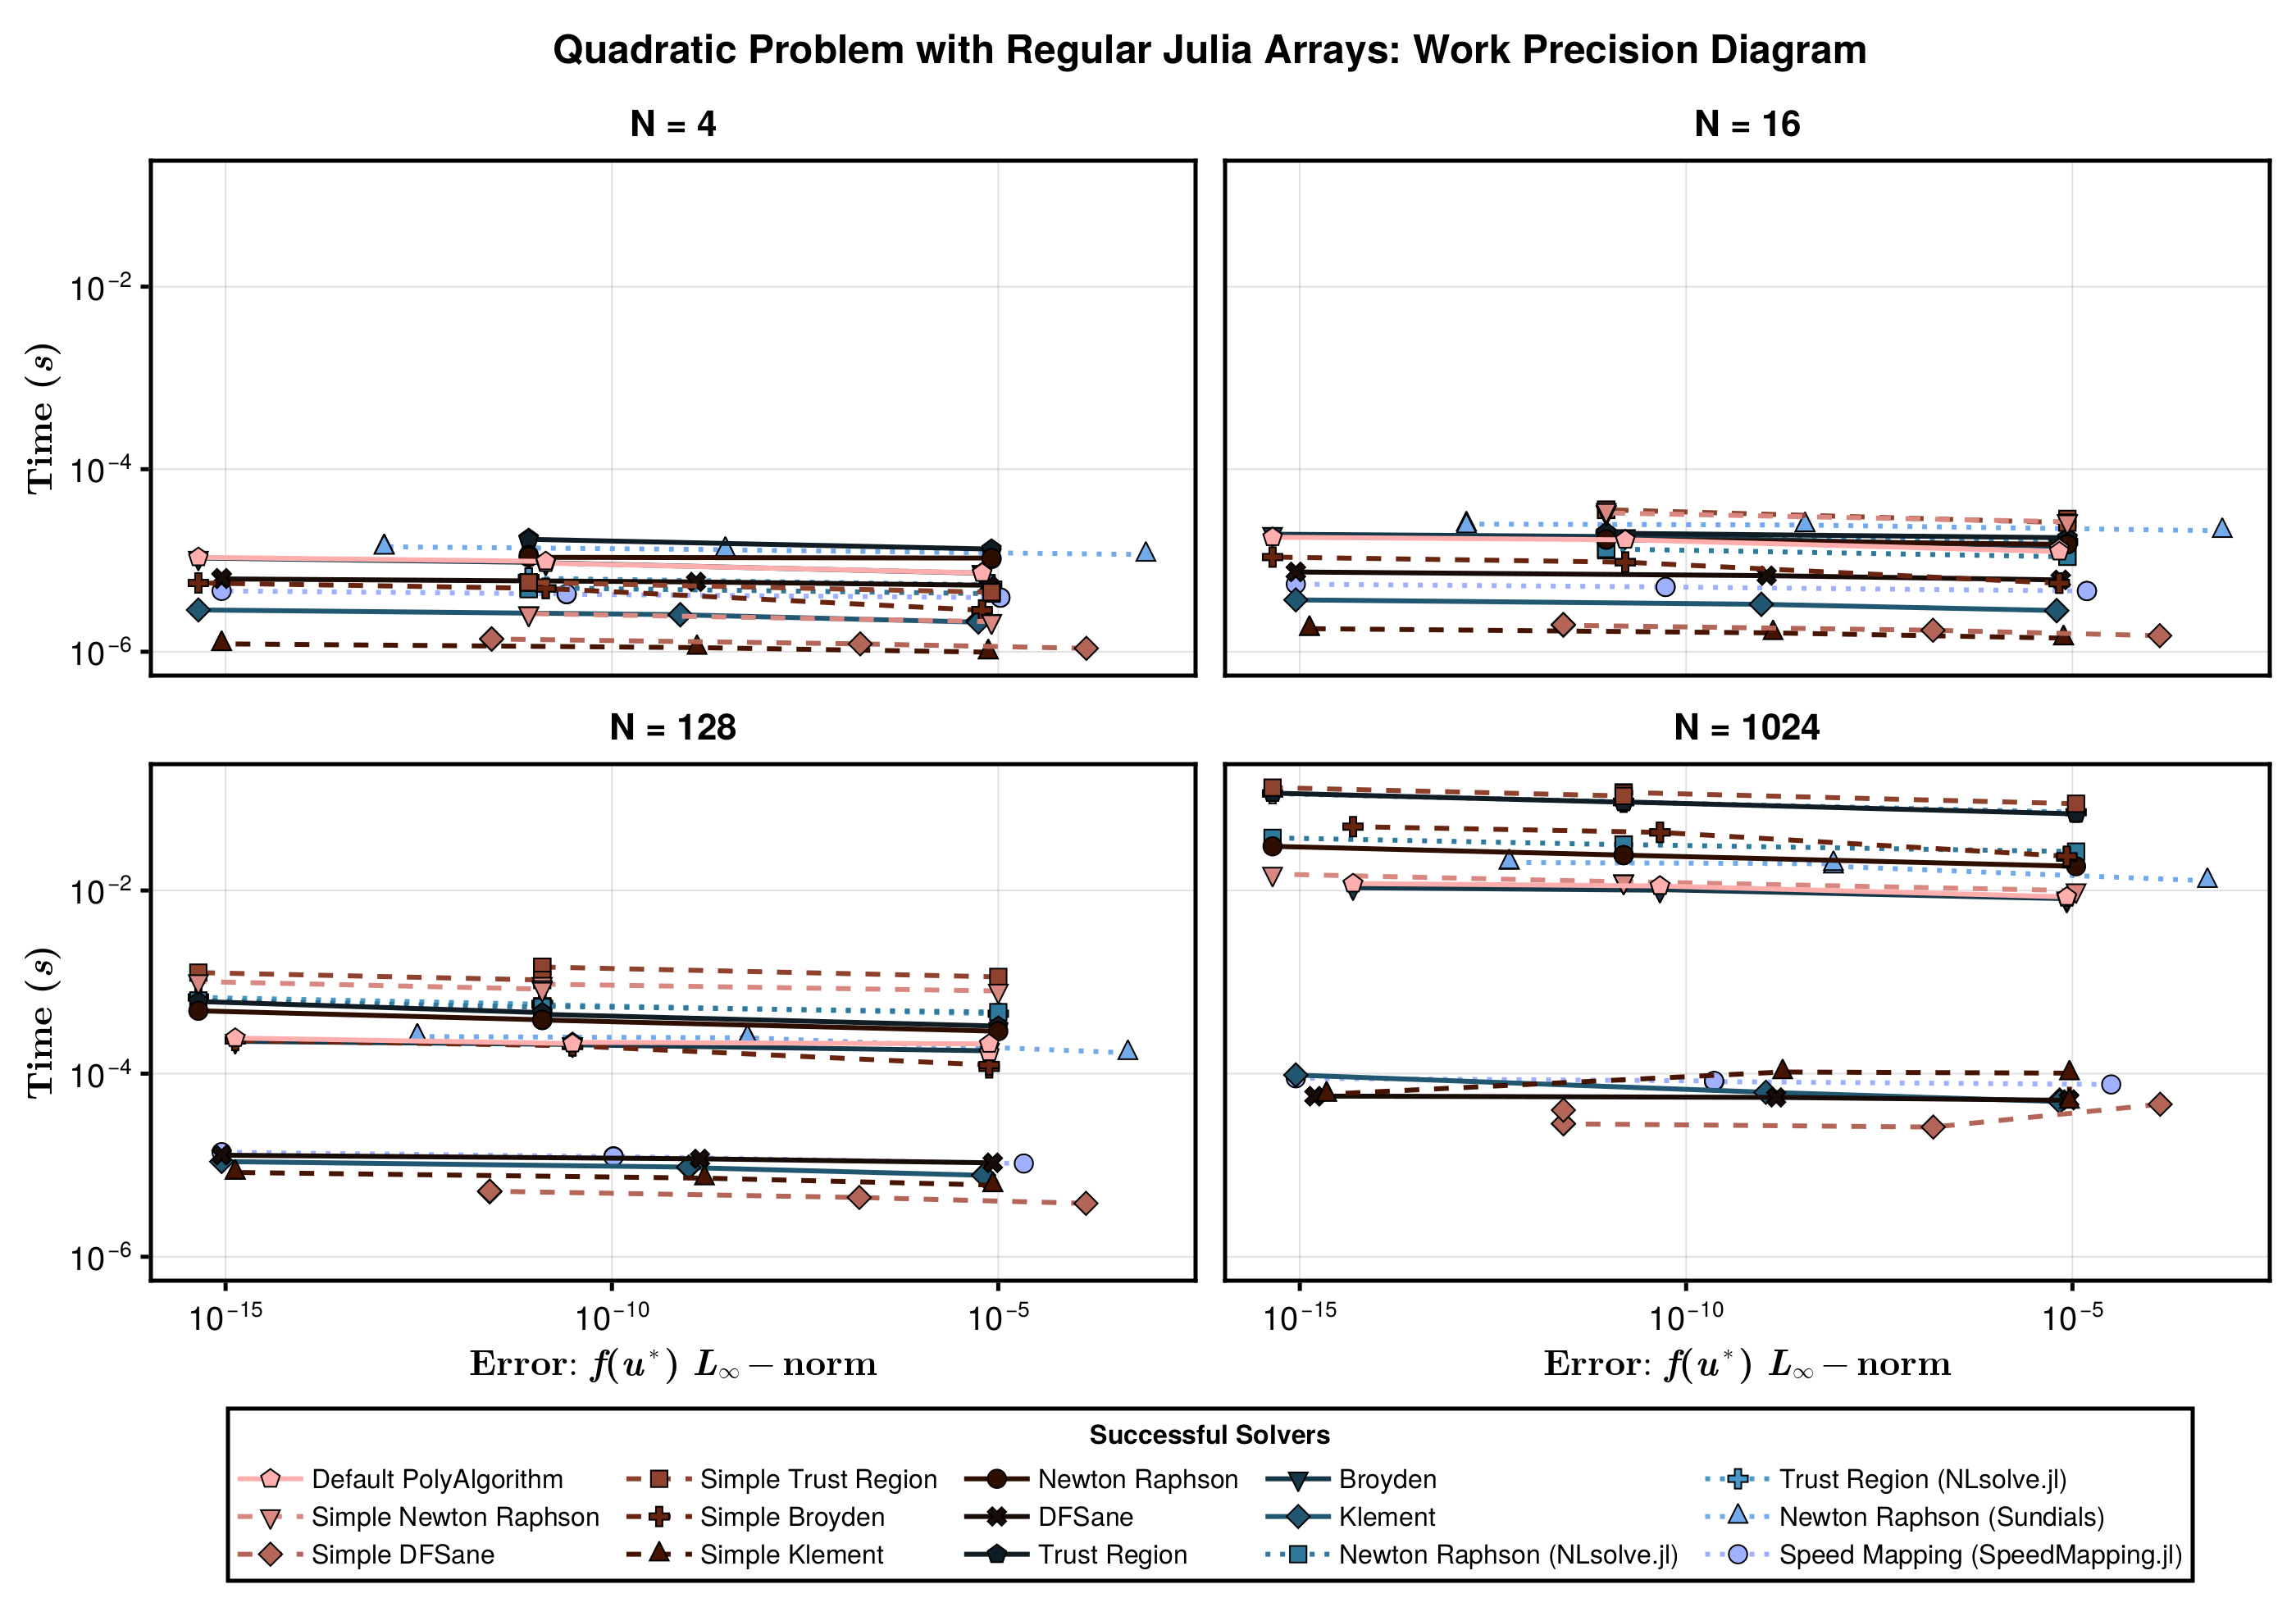 Quadratic Problem with Regular Julia Arrays: Work Precision Diagram
N = 4
N = 16
Time (s)
10⁻²
10⁻⁴
10⁻⁶
N = 128
N = 1024
Time (s)
10⁻²
10⁻⁴
10⁻⁶
10⁻¹⁵ 10⁻¹⁰ 10⁻⁵
10⁻¹⁵ 10⁻¹⁰ 10⁻⁵
Error: f(u*) L∞ − norm
Error: f(u*) L∞ − norm
Successful Solvers
Default PolyAlgorithm
Simple Newton Raphson
Simple DFSane
Simple Trust Region
Simple Broyden
Simple Klement
Newton Raphson
DFSane
Trust Region
Broyden
Klement
Newton Raphson (NLsolve.jl)
Trust Region (NLsolve.jl)
Newton Raphson (Sundials)
Speed Mapping (SpeedMapping.jl)